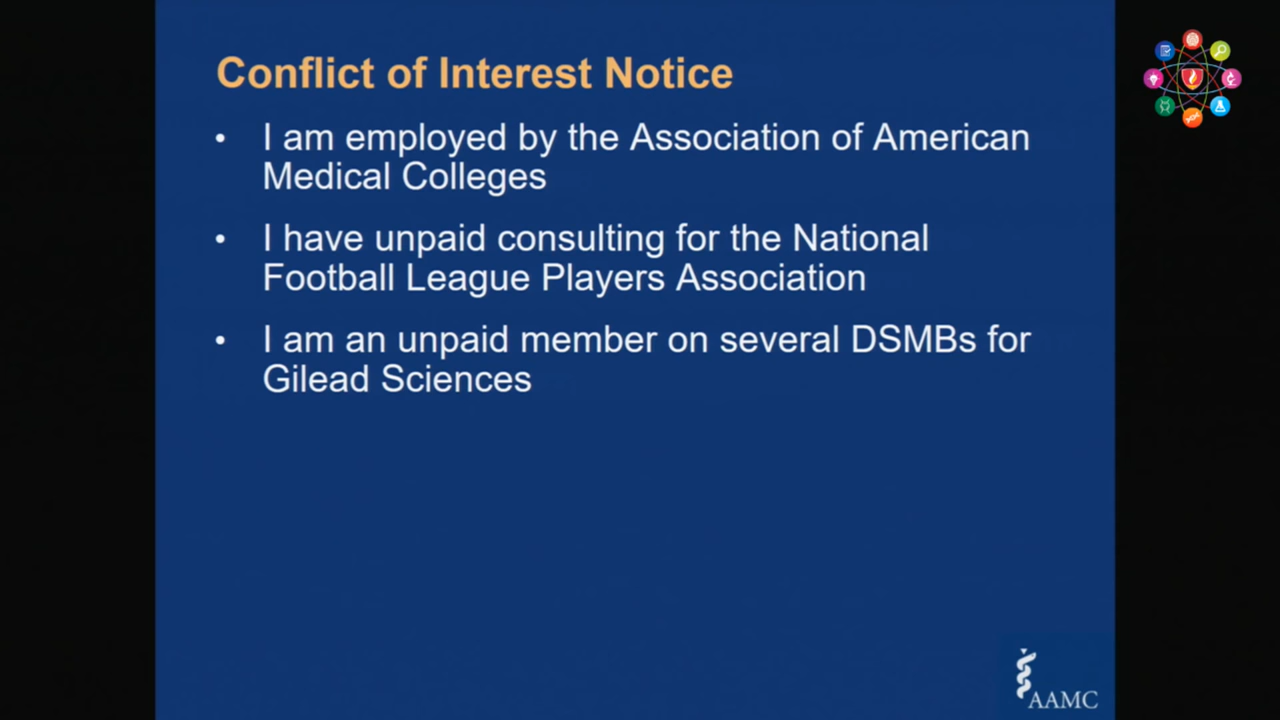 Conflict of Interest Notice
• I am employed by the Association of American
Medical Colleges
• I have unpaid consulting for the National
Football League Players Association
• I am an unpaid member on several DSMBs for
Gilead Sciences
AAMC